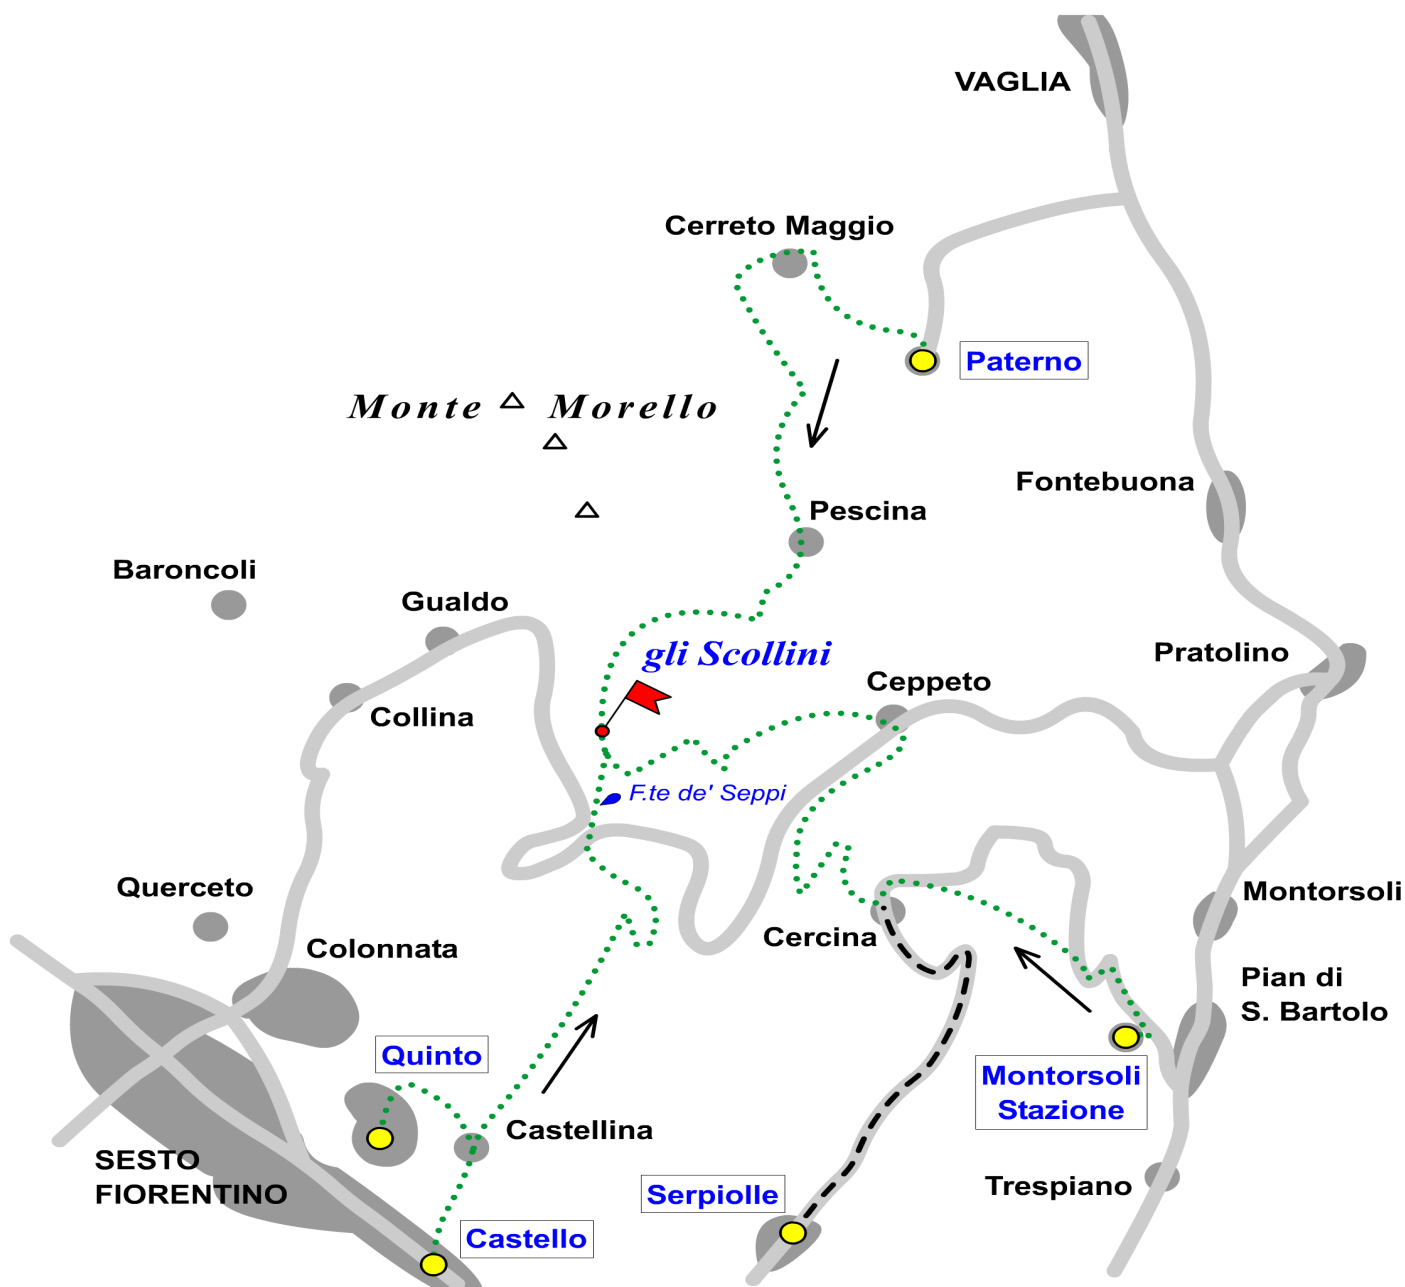 VAGLIA
Cerreto Maggio
Paterno
Monte Morello
Fontebuona
Pescina
Baroncoli
Gualdo
gli Scollini
Pratolino
Ceppeto
Collina
F.te de' Seppi
Querceto
Montorsoli
Cercina
Colonnata
Pian di
S. Bartolo
Quinto
Montorsoli
Stazione
Castellina
SESTO
FIORENTINO
Serpiolle
Trespiano
Castello